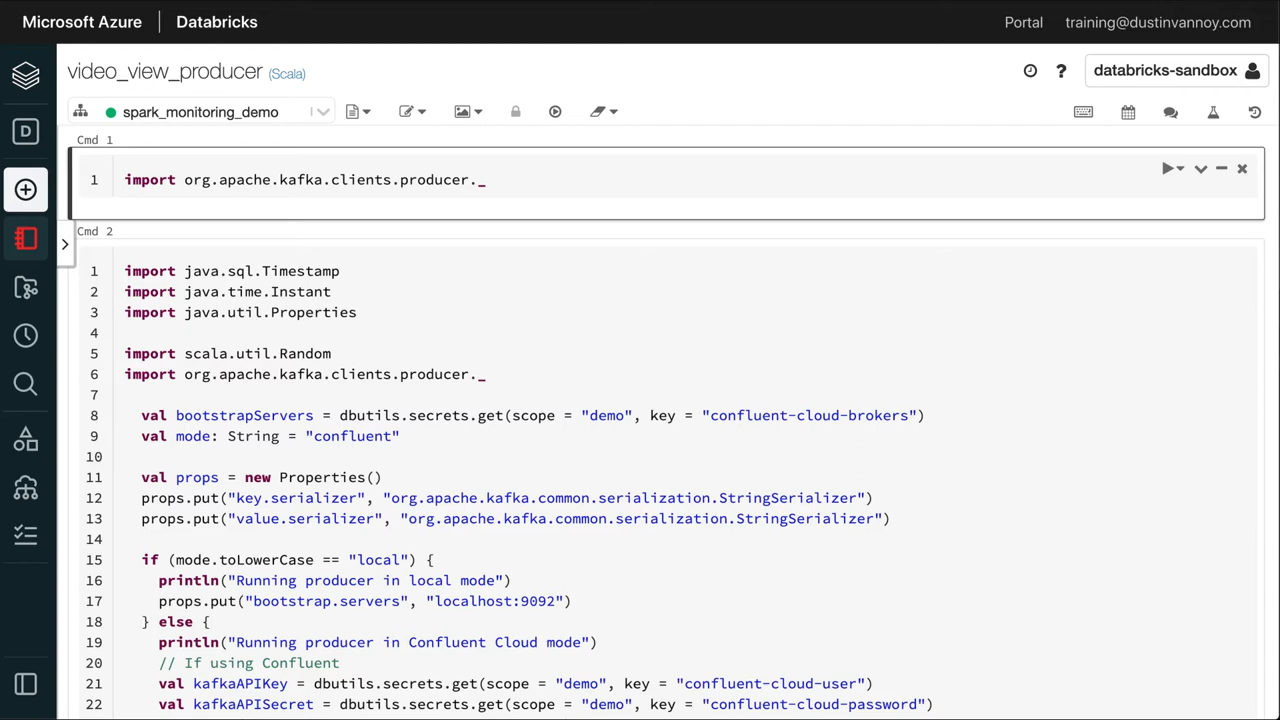 Microsoft Azure Databricks Portal training@dustinvannoy.com
video_view_producer (Scala) ? databricks-sandbox
D spark_monitoring_demo
Cmd 1
1 import org.apache.kafka.clients.producer._
Cmd 2
1 import java.sql.Timestamp
2 import java.time.Instant
3 import java.util.Properties
4
5 import scala.util.Random
6 import org.apache.kafka.clients.producer._
7
8 val bootstrapServers = dbutils.secrets.get(scope = "demo", key = "confluent-cloud-brokers")
9 val mode: String = "confluent"
10
11 val props = new Properties()
12 props.put("key.serializer", "org.apache.kafka.common.serialization.StringSerializer")
13 props.put("value.serializer", "org.apache.kafka.common.serialization.StringSerializer")
14
15 if (mode.toLowerCase == "local") {
16 println("Running producer in local mode")
17 props.put("bootstrap.servers", "localhost:9092")
18 } else {
19 println("Running producer in Confluent Cloud mode")
20 // If using Confluent
21 val kafkaAPIKey = dbutils.secrets.get(scope = "demo", key = "confluent-cloud-user")
22 val kafkaAPISecret = dbutils.secrets.get(scope = "demo", key = "confluent-cloud-password")